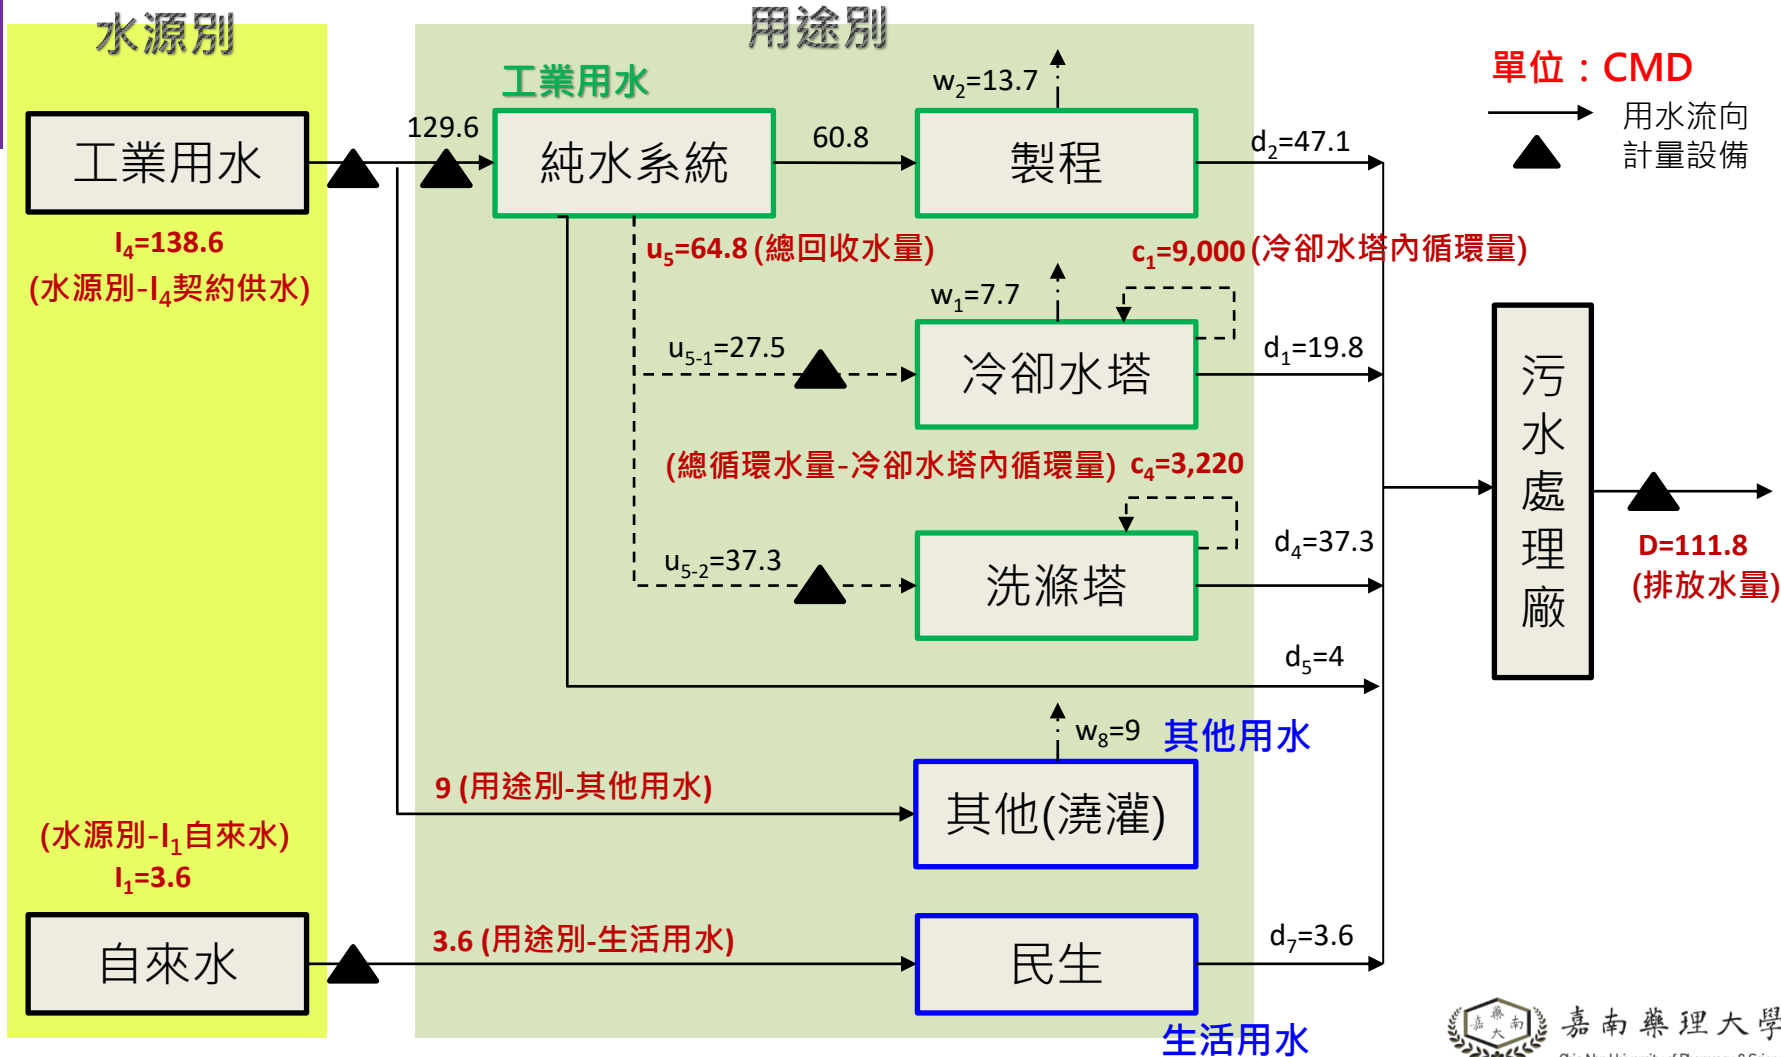 水源別
用途別
單位：CMD
用水流向
計量設備
工業用水
工業用水
129.6
純水系統
60.8
w₂=13.7
製程
d₂=47.1
I₄=138.6
(水源別-I₄契約供水)
u₅=64.8 (總回收水量)
c₁=9,000 (冷卻水塔內循環量)
w₁=7.7
u₅₋₁=27.5
冷卻水塔
d₁=19.8
(總循環水量-冷卻水塔內循環量) c₄=3,220
u₅₋₂=37.3
洗滌塔
d₄=37.3
d₅=4
污水處理廠
D=111.8
(排放水量)
w₈=9
其他用水
9 (用途別-其他用水)
其他(澆灌)
(水源別-I₁自來水)
I₁=3.6
自來水
3.6 (用途別-生活用水)
民生
d₇=3.6
生活用水
嘉南藥理大學